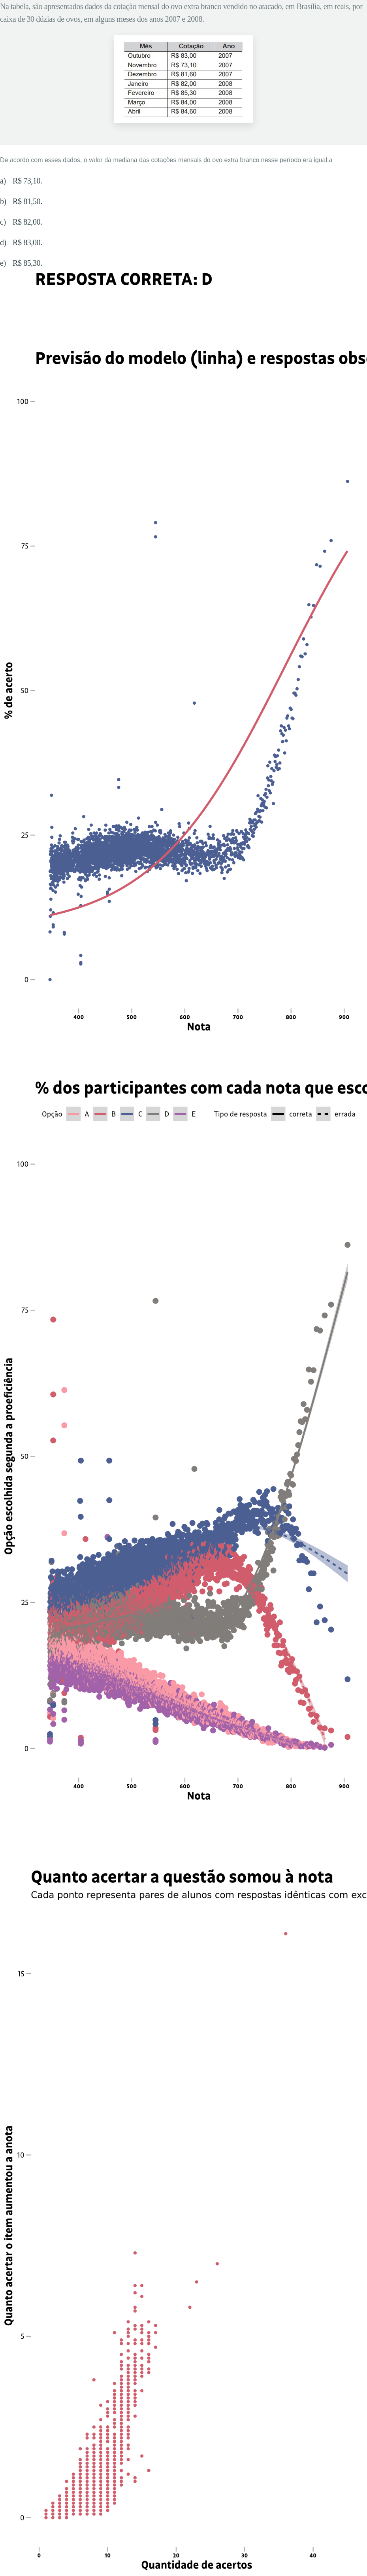 Na tabela, são apresentados dados da cotação mensal do ovo extra branco vendido no atacado, em Brasília, em reais, por
caixa de 30 dúzias de ovos, em alguns meses dos anos 2007 e 2008.
Mês Cotação Ano
Outubro R$ 83,00 2007
Novembro R$ 73,10 2007
Dezembro R$ 81,60 2007
Janeiro R$ 82,00 2008
Fevereiro R$ 85,30 2008
Março R$ 84,00 2008
Abril R$ 84,60 2008
De acordo com esses dados, o valor da mediana das cotações mensais do ovo extra branco nesse período era igual a
a) R$ 73,10.
b) R$ 81,50.
c) R$ 82,00.
d) R$ 83,00.
e) R$ 85,30.
RESPOSTA CORRETA: D
Previsão do modelo (linha) e respostas obs
100
75
50
25
0
% de acerto
400 500 600 700 800 900
Nota
% dos participantes com cada nota que esco
Opção A B C D E Tipo de resposta correta errada
100
75
50
25
0
Opção escolhida segunda a proeficiência
400 500 600 700 800 900
Nota
Quanto acertar a questão somou à nota
Cada ponto representa pares de alunos com respostas idênticas com exc
15
10
5
0
Quanto acertar o item aumentou a anota
0 10 20 30 40
Quantidade de acertos